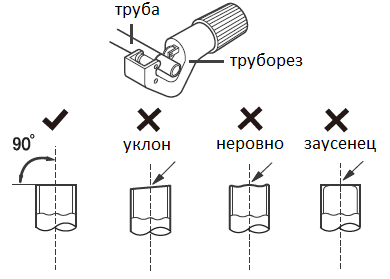 труба
труборез
90°
уклон
неровно
заусенец